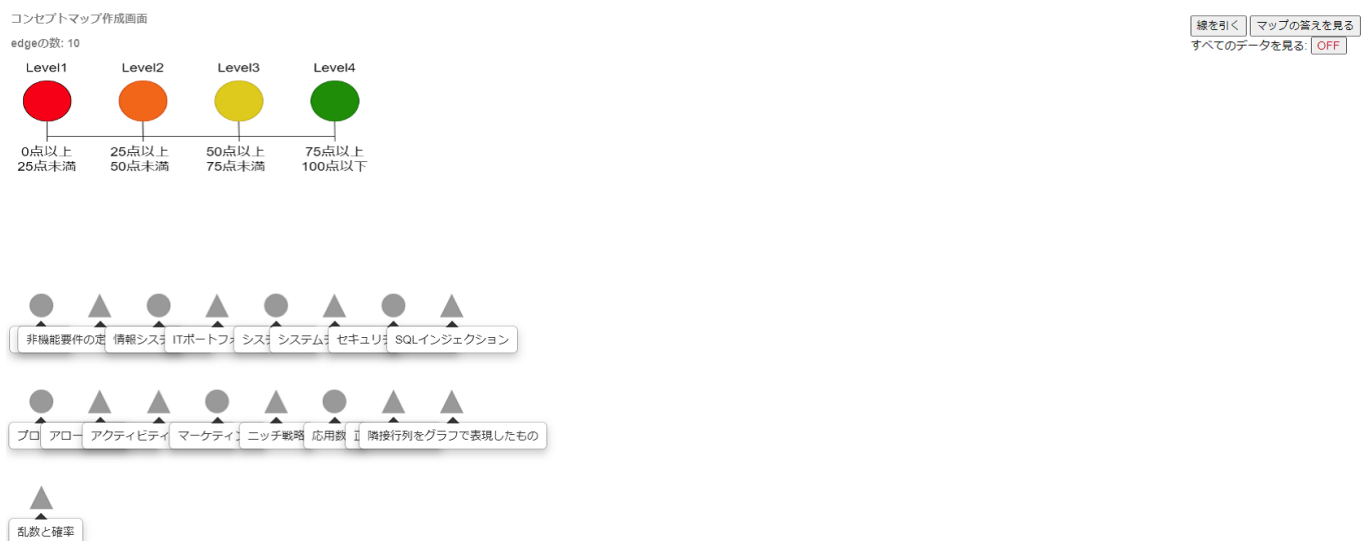 コンセプトマップ作成画面
線を引く マップの答えを見る
edgeの数: 10
すべてのデータを見る: OFF
Level1 Level2 Level3 Level4
0点以上 25点以上 50点以上 75点以上
25点未満 50点未満 75点未満 100点以下
非機能要件の定 情報シス ITポートフォ シス システム セキュリ SQLインジェクション
プロ アロー アクティビティ マーケティ ニッチ戦略 応用数 隣接行列をグラフで表現したもの
乱数と確率